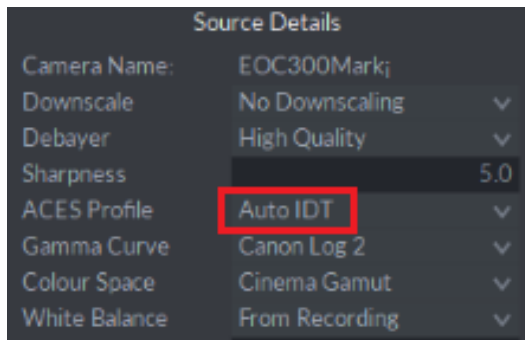 Source Details
Camera Name: EOC300Mark¡
Downscale No Downscaling
Debayer High Quality
Sharpness 5.0
ACES Profile Auto IDT
Gamma Curve Canon Log 2
Colour Space Cinema Gamut
White Balance From Recording